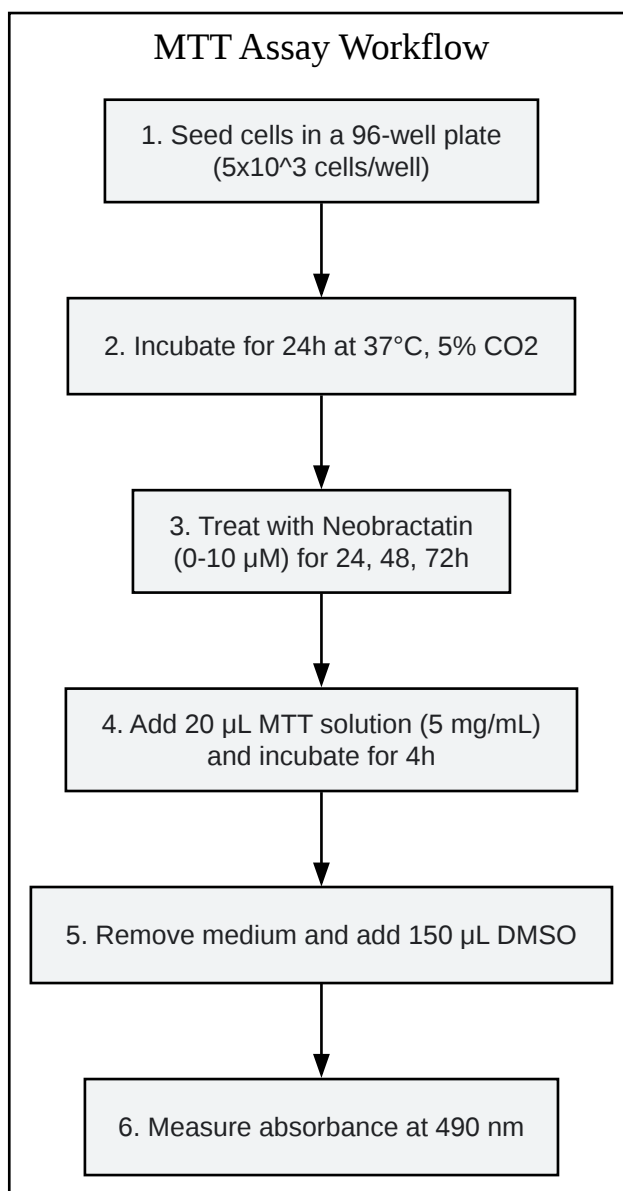 MTT Assay Workflow
1. Seed cells in a 96-well plate
(5x10^3 cells/well)
2. Incubate for 24h at 37°C, 5% CO2
3. Treat with Neobractatin
(0-10 μM) for 24, 48, 72h
4. Add 20 μL MTT solution (5 mg/mL)
and incubate for 4h
5. Remove medium and add 150 μL DMSO
6. Measure absorbance at 490 nm